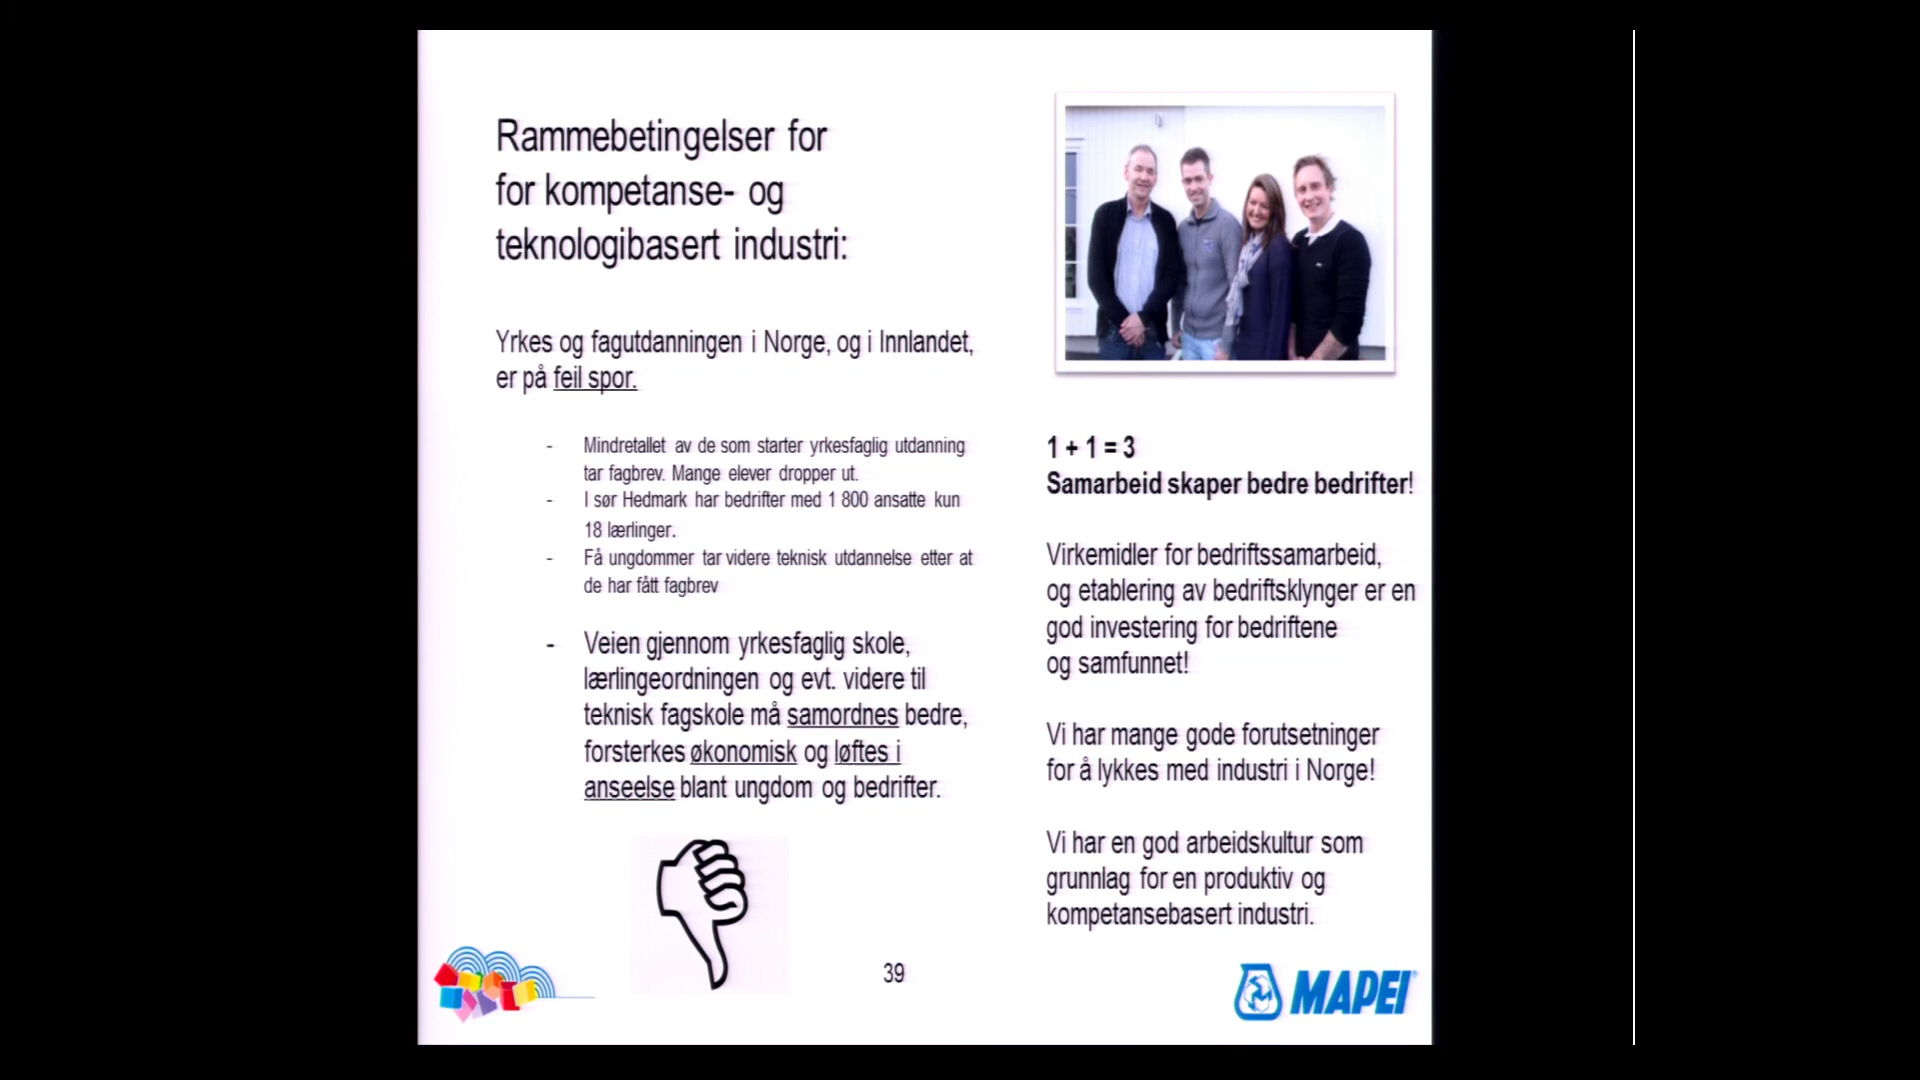 Rammebetingelser for
for kompetanse- og
teknologibasert industri:
Yrkes og fagutdanningen i Norge, og i Innlandet,
er på feil spor.
- Mindretallet av de som starter yrkesfaglig utdanning
tar fagbrev. Mange elever dropper ut.
- I sør Hedmark har bedrifter med 1 800 ansatte kun
18 lærlinger.
- Få ungdommer tar videre teknisk utdannelse etter at
de har fått fagbrev
- Veien gjennom yrkesfaglig skole,
lærlingeordningen og evt. videre til
teknisk fagskole må samordnes bedre,
forsterkes økonomisk og løftes i
anseelse blant ungdom og bedrifter.
1 + 1 = 3
Samarbeid skaper bedre bedrifter!
Virkemidler for bedriftssamarbeid,
og etablering av bedriftsklynger er en
god investering for bedriftene
og samfunnet!
Vi har mange gode forutsetninger
for å lykkes med industri i Norge!
Vi har en god arbeidskultur som
grunnlag for en produktiv og
kompetansebasert industri.
39
MAPEI